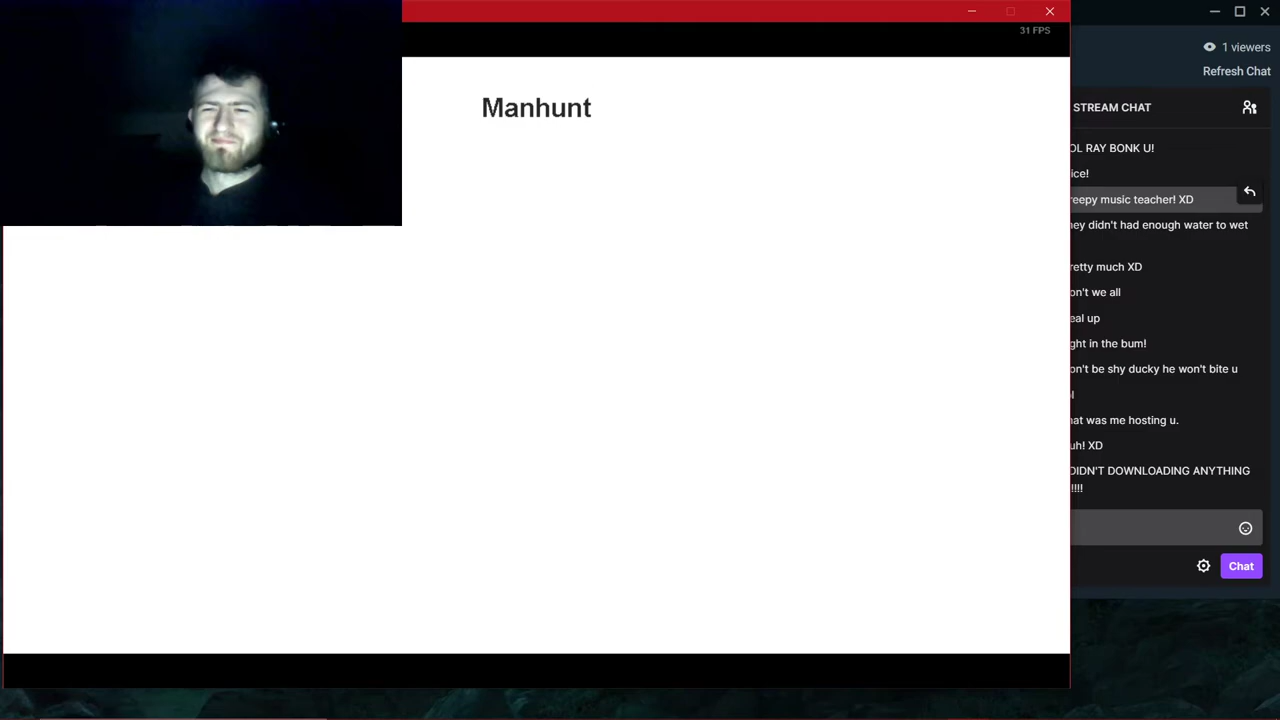 31 FPS
1 viewers
Refresh Chat
Manhunt
STREAM CHAT
OL RAY BONK U!
ice!
reepy music teacher! XD
ey didn't had enough water to wet
retty much XD
on't we all
eal up
ght in the bum!
on't be shy ducky he won't bite u
ol
hat was me hosting u.
uh! XD
DIDN'T DOWNLOADING ANYTHING
!!!!
Chat